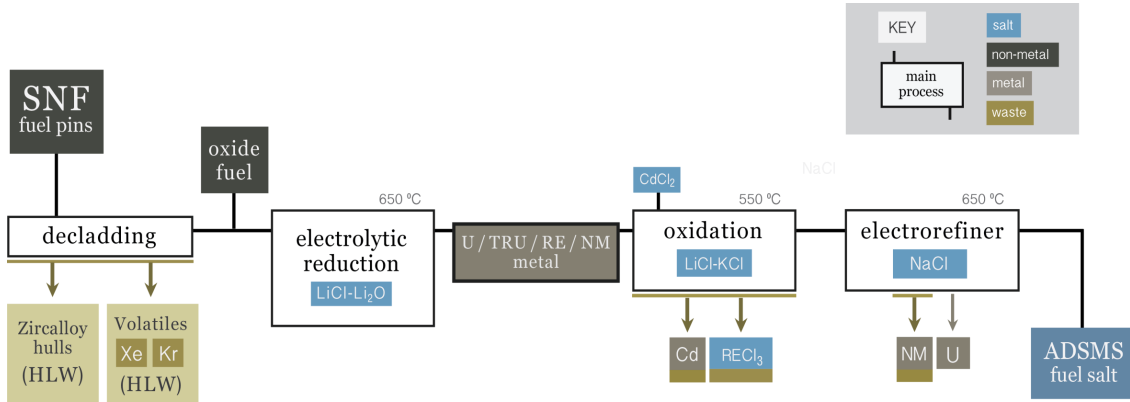 KEY
main
process
salt
non-metal
metal
waste
SNF
fuel pins
oxide
fuel
NaCl
CdCl₂
650 ºC
550 ºC
650 ºC
decladding
electrolytic
reduction
LiCl-Li₂O
U / TRU / RE / NM
metal
oxidation
LiCl-KCl
electrorefiner
NaCl
Zircalloy
hulls
(HLW)
Volatiles
Xe Kr
(HLW)
Cd
RECl₃
NM
U
ADSMS
fuel salt